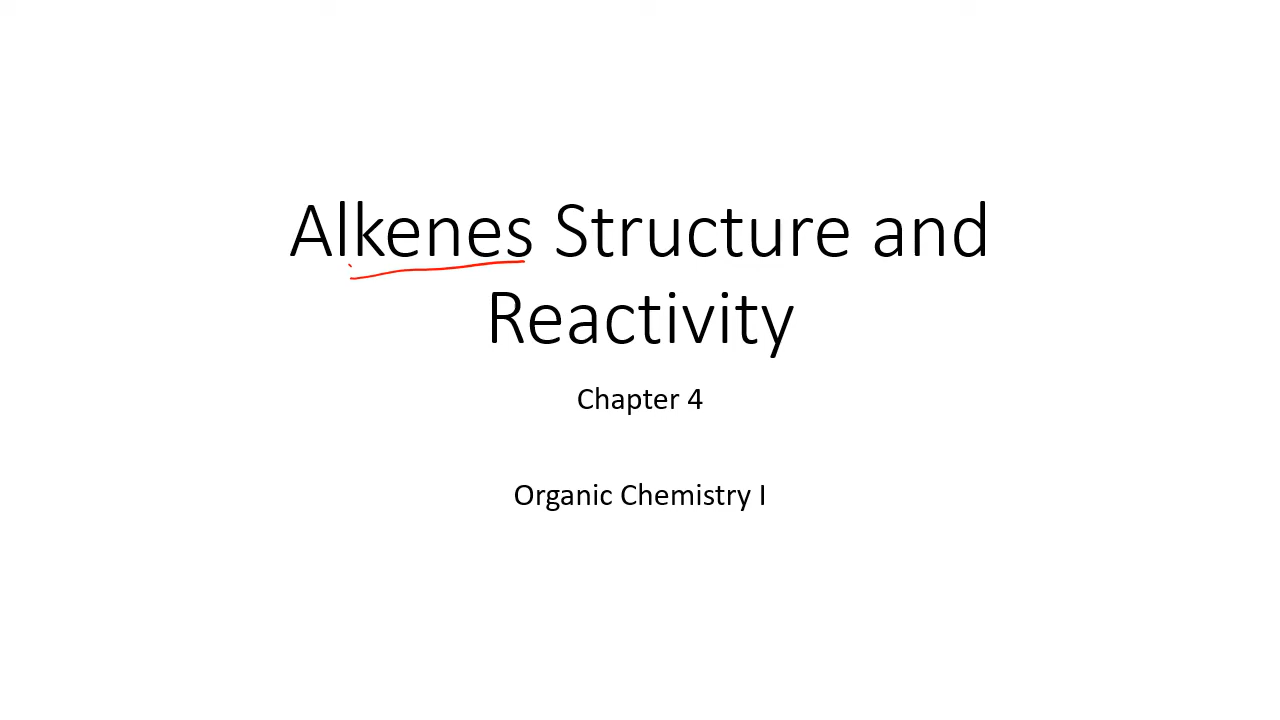 Alkenes Structure and
Reactivity
Chapter 4
Organic Chemistry I